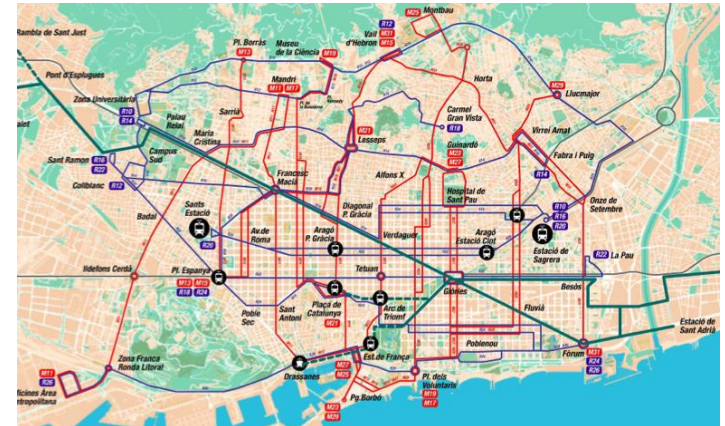 Montbau
M25
Rambla de Sant Just
Pl. Borràs
M13
Museo
de la Ciència
M19
Vall
d'Hebron
R12
M31
M15
Pont d'Esplugues
Horta
Mandri
M11 M17
Zona Universitària
Llucmajor
M29
Sarrià
R10
R14
Palau
Reial
Carmel
Gran Vista
R18
Maria
Cristina
Virrei Amat
M21
Lesseps
Guinardó
M23
M27
Fabra i Puig
R14
Campus
Sud
Sant Ramon
R16
R22
Collblanc
R12
Francesc
Macià
Alfons X
Hospital de
Sant Pau
Onze de
Setembre
R10
R16
R20
Badal
Sants
Estació
R20
Diagonal
P. Gràcia
Av.de
Roma
Aragó
P. Gràcia
Verdaguer
Aragó
Estació Clot
Estació de
Sagrera
R22
La Pau
Ildefons Cerdà
Pl. Espanya
M13 M15
R18 R24
Tetuan
Glòries
Besòs
Poble
Sec
Sant
Antoni
Plaça de
Catalunya
M21
Arc de
Triomf
Fluvià
Estació de
Sant Adrià
Zona Franca
Ronda Litoral
Est.de França
Poblenou
Fòrum
M31
R24
R26
M11
R26
Drassanes
M27
M25
Pl. dels
Voluntaris
M19
M17
Pg.Borbó
M23
M29